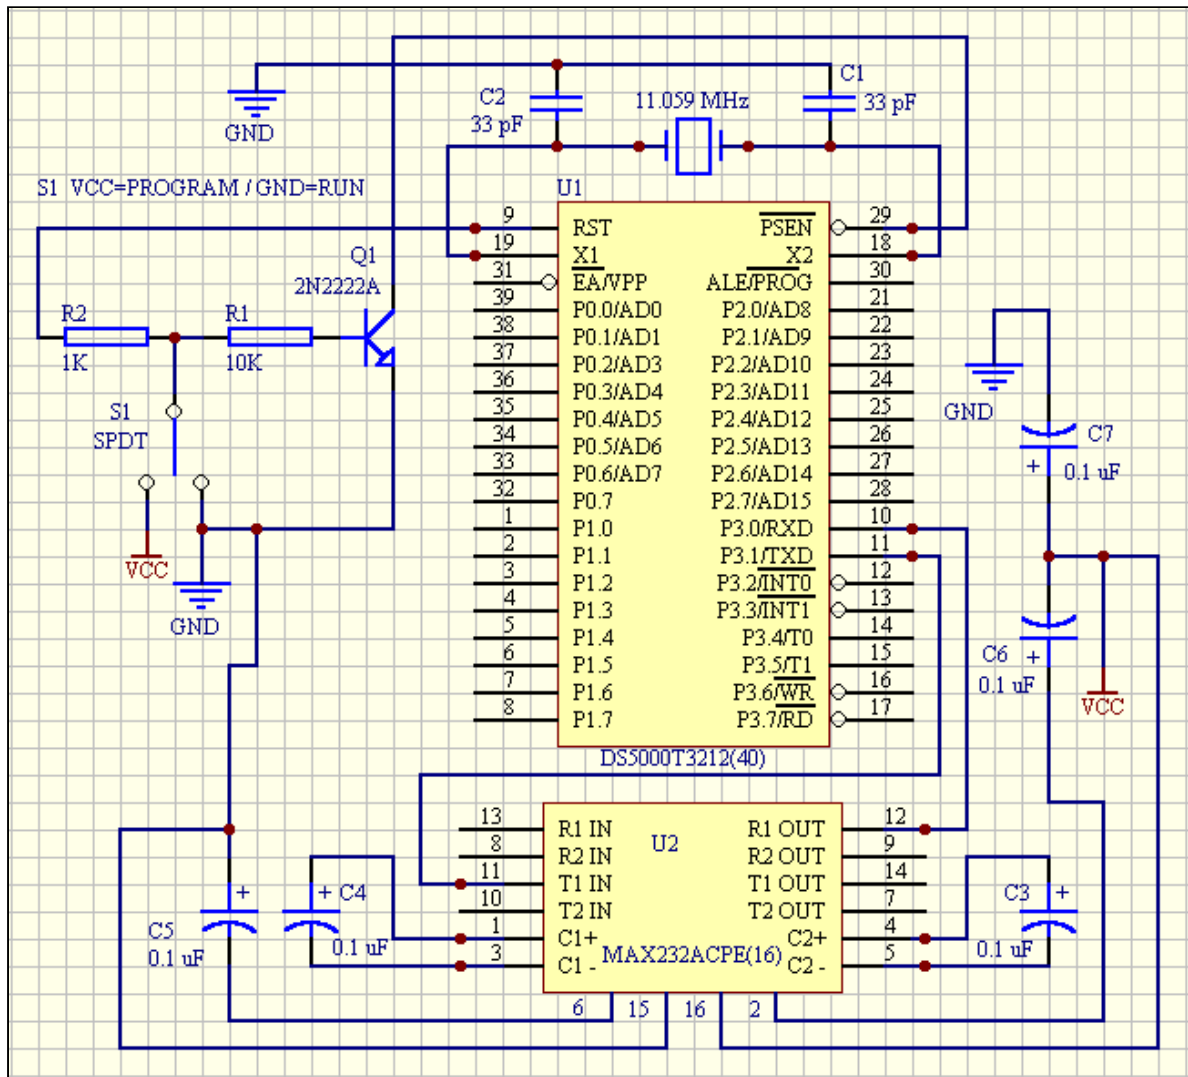 C1
C2
11.059 MHz
33 pF
33 pF
GND
S1 VCC=PROGRAM / GND=RUN
U1
9 RST PSEN 29
19 X1 X2 18
31 EA/VPP ALE/PROG 30
39 P0.0/AD0 P2.0/AD8 21
38 P0.1/AD1 P2.1/AD9 22
37 P0.2/AD3 P2.2/AD10 23
36 P0.3/AD4 P2.3/AD11 24
35 P0.4/AD5 P2.4/AD12 25
34 P0.5/AD6 P2.5/AD13 26
33 P0.6/AD7 P2.6/AD14 27
32 P0.7 P2.7/AD15 28
1 P1.0 P3.0/RXD 10
2 P1.1 P3.1/TXD 11
3 P1.2 P3.2/INT0 12
4 P1.3 P3.3/INT1 13
5 P1.4 P3.4/T0 14
6 P1.5 P3.5/T1 15
7 P1.6 P3.6/WR 16
8 P1.7 P3.7/RD 17
DS5000T3212(40)
Q1
2N2222A
R2
1K
R1
10K
S1
SPDT
VCC
GND
GND
C7
+
0.1 uF
C6
+
0.1 uF
VCC
U2
13 R1 IN R1 OUT 12
8 R2 IN R2 OUT 9
11 T1 IN T1 OUT 14
10 T2 IN T2 OUT 7
1 C1+ C2+ 4
3 C1 - C2 - 5
MAX232ACPE(16)
6 15 16 2
+
C5
0.1 uF
+ C4
0.1 uF
C3 +
0.1 uF